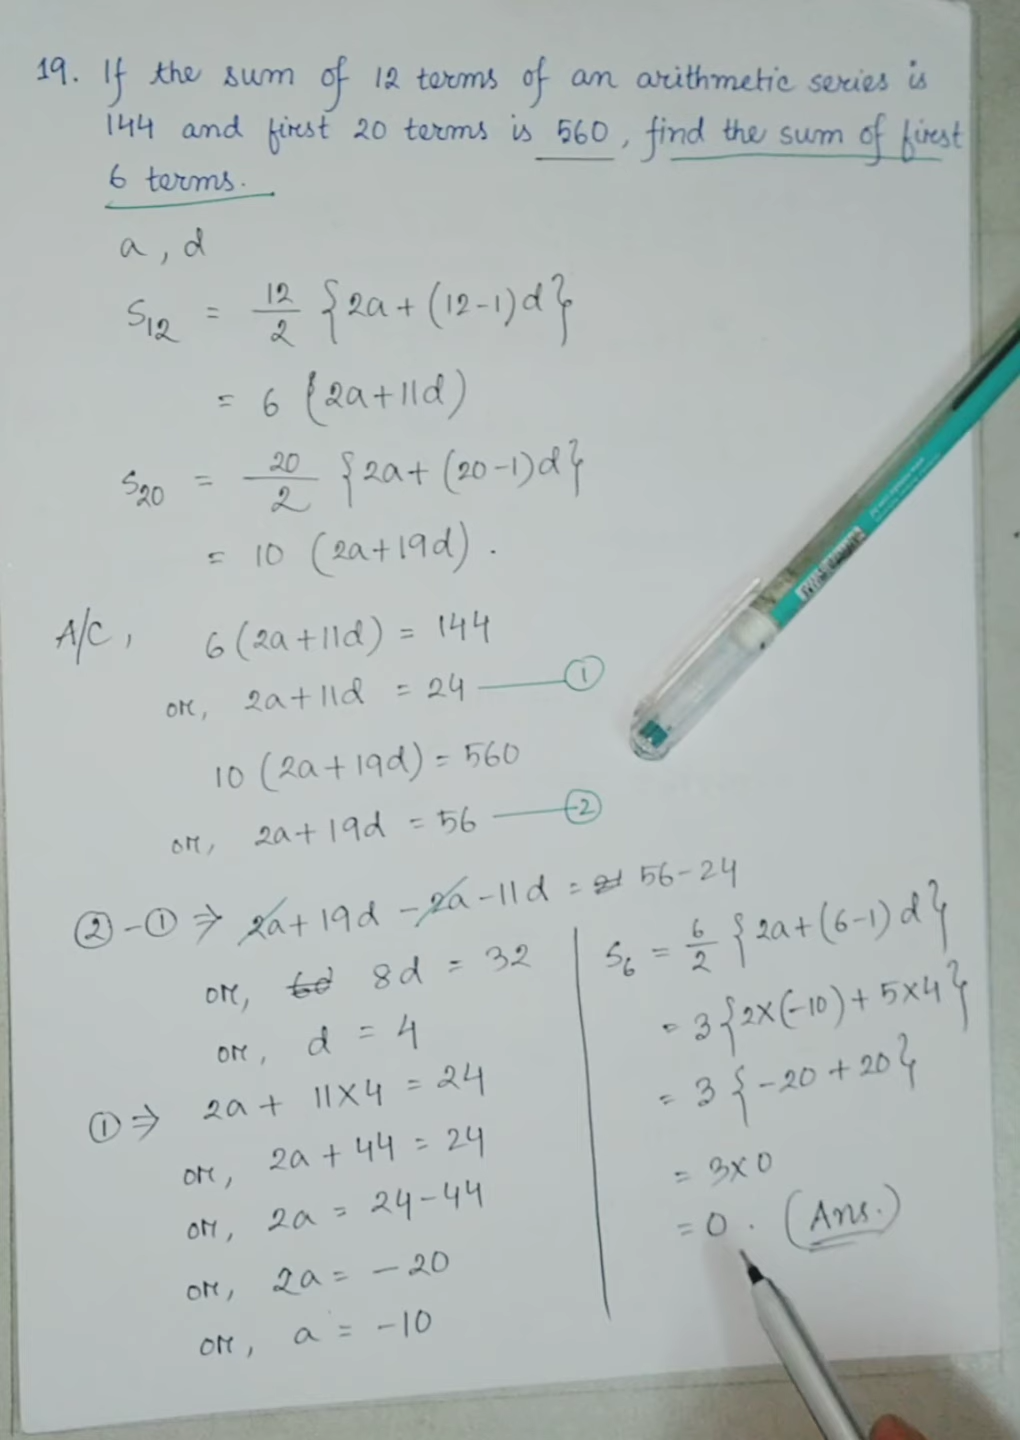 19. If the sum of 12 terms of an arithmetic series is
144 and first 20 terms is 560, find the sum of first
6 terms.
a, d
S₁₂ = 12/2 {2a+(12-1)d}
= 6 (2a+11d)
S₂₀ = 20/2 {2a+(20-1)d}
= 10 (2a+19d).
A/C, 6(2a+11d) = 144
or, 2a+11d = 24 — ①
10(2a+19d) = 560
or, 2a+19d = 56 — ②
②-① ⇒ 2a+19d-2a-11d = 56-24
or, 8d = 32
or, d = 4
① ⇒ 2a + 11×4 = 24
or, 2a + 44 = 24
or, 2a = 24-44
or, 2a = -20
or, a = -10
S₆ = 6/2 {2a+(6-1)d}
= 3{2×(-10)+5×4}
= 3{-20+20}
= 3×0
= 0. (Ans.)